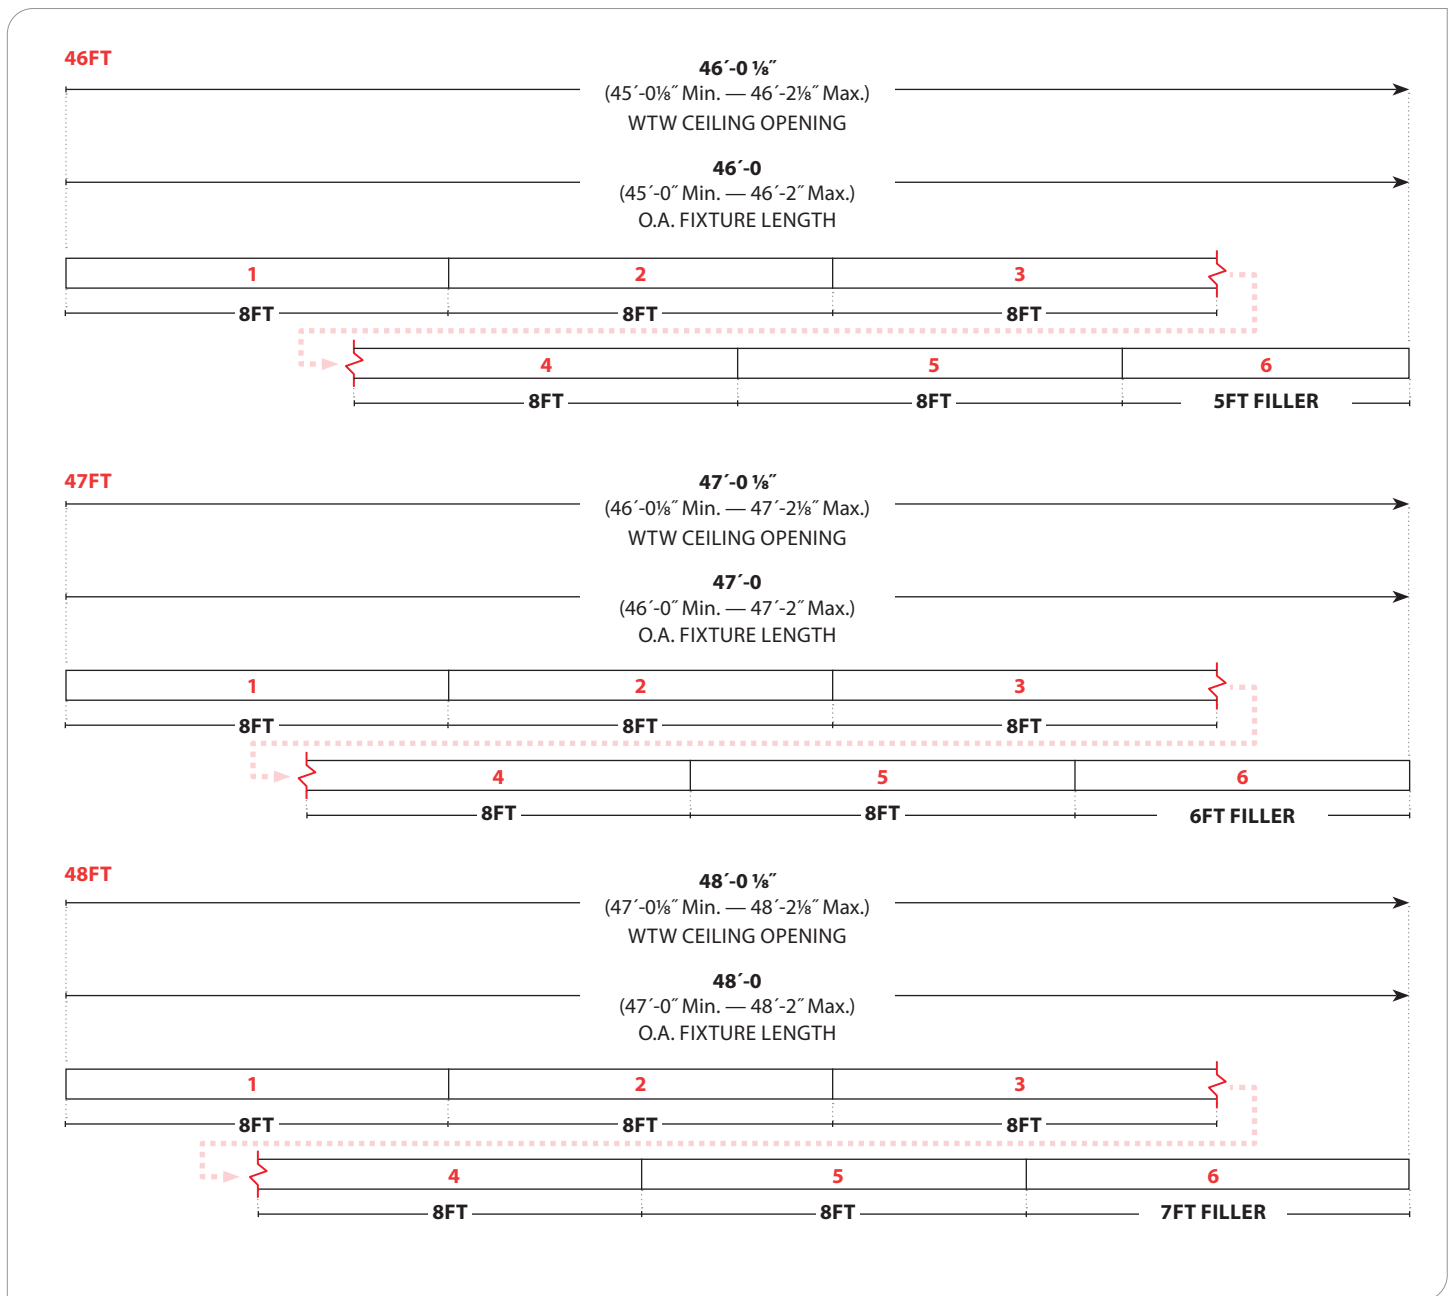 46FT
46´-0 ⅛˝
(45´-0⅛˝ Min. — 46´-2⅛˝ Max.)
WTW CEILING OPENING
46´-0
(45´-0˝ Min. — 46´-2˝ Max.)
O.A. FIXTURE LENGTH
1 2 3
8FT 8FT 8FT
4 5 6
8FT 8FT 5FT FILLER
47FT
47´-0 ⅛˝
(46´-0⅛˝ Min. — 47´-2⅛˝ Max.)
WTW CEILING OPENING
47´-0
(46´-0˝ Min. — 47´-2˝ Max.)
O.A. FIXTURE LENGTH
1 2 3
8FT 8FT 8FT
4 5 6
8FT 8FT 6FT FILLER
48FT
48´-0 ⅛˝
(47´-0⅛˝ Min. — 48´-2⅛˝ Max.)
WTW CEILING OPENING
48´-0
(47´-0˝ Min. — 48´-2˝ Max.)
O.A. FIXTURE LENGTH
1 2 3
8FT 8FT 8FT
4 5 6
8FT 8FT 7FT FILLER